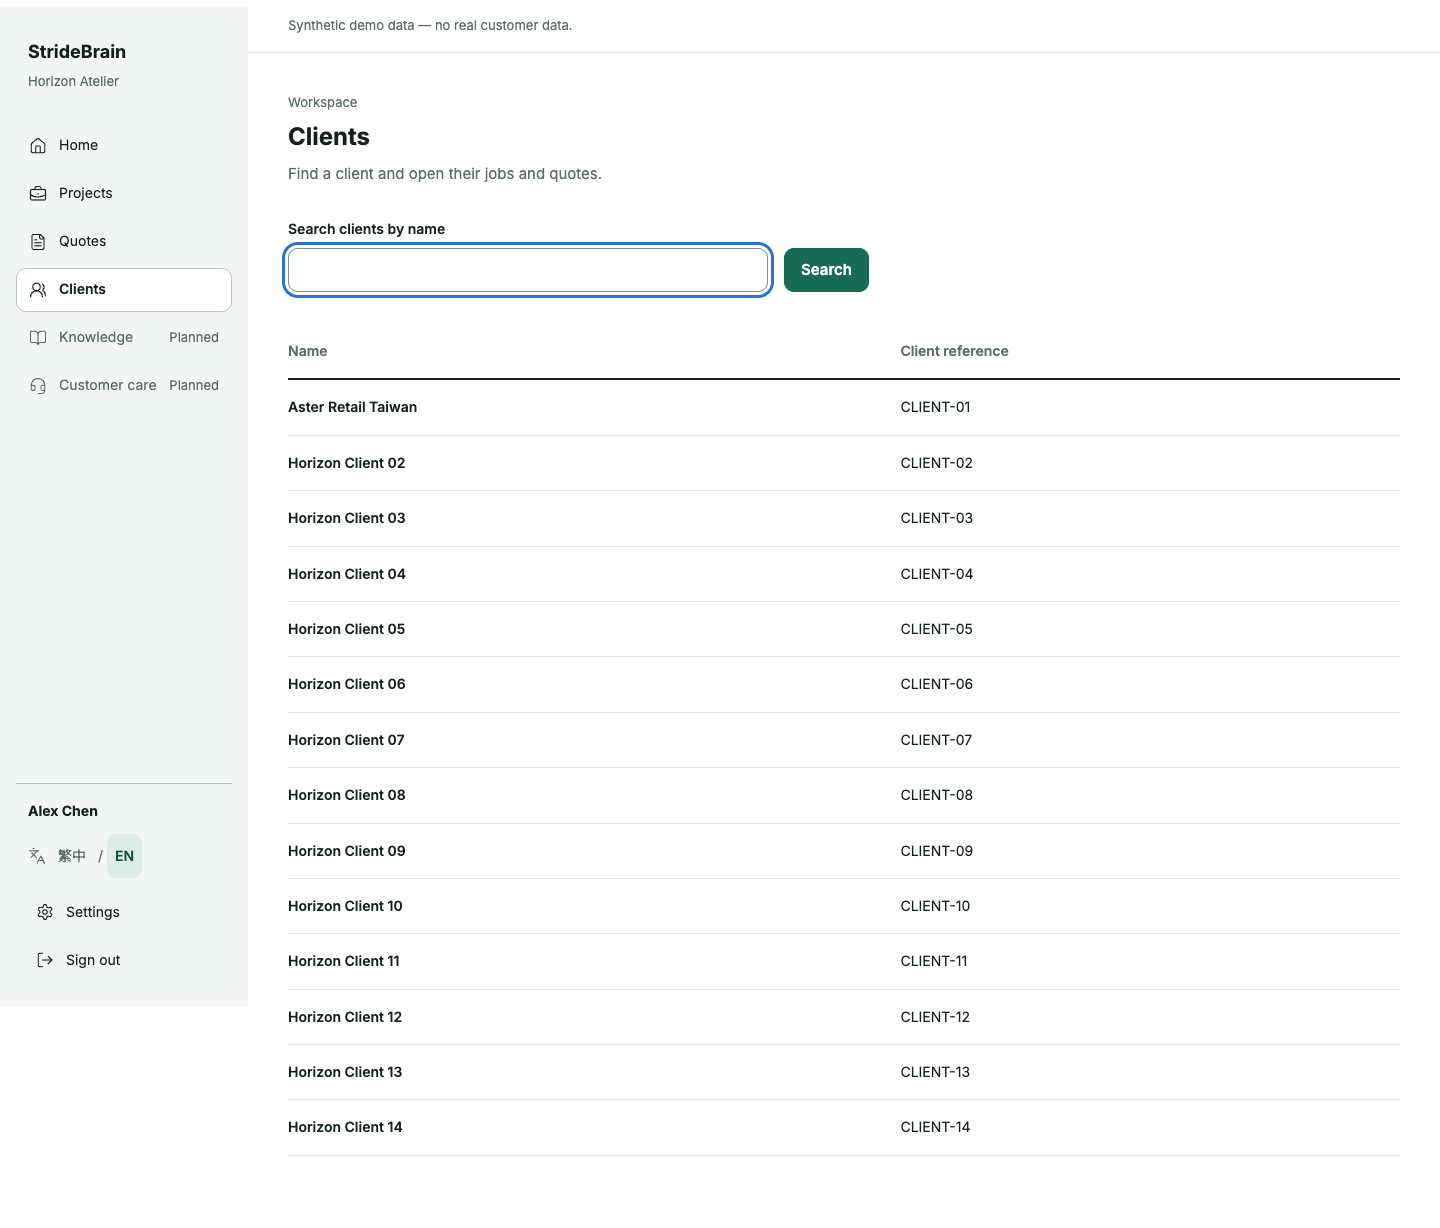 StrideBrain
Horizon Atelier
Home
Projects
Quotes
Clients
Knowledge Planned
Customer care Planned
Alex Chen
繁中 / EN
Settings
Sign out
Synthetic demo data — no real customer data.
Workspace
Clients
Find a client and open their jobs and quotes.
Search clients by name
Search
Name Client reference
Aster Retail Taiwan CLIENT-01
Horizon Client 02 CLIENT-02
Horizon Client 03 CLIENT-03
Horizon Client 04 CLIENT-04
Horizon Client 05 CLIENT-05
Horizon Client 06 CLIENT-06
Horizon Client 07 CLIENT-07
Horizon Client 08 CLIENT-08
Horizon Client 09 CLIENT-09
Horizon Client 10 CLIENT-10
Horizon Client 11 CLIENT-11
Horizon Client 12 CLIENT-12
Horizon Client 13 CLIENT-13
Horizon Client 14 CLIENT-14